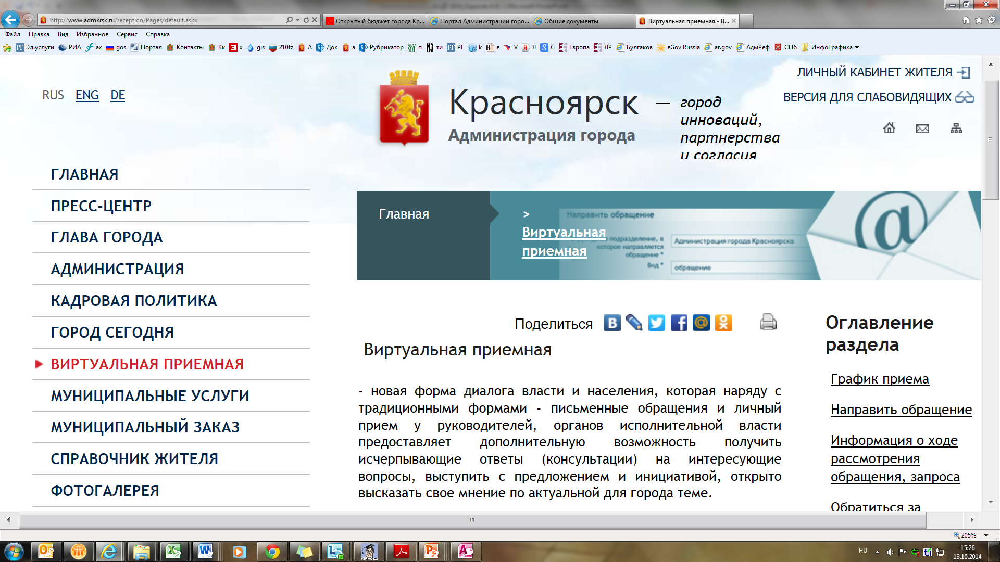 http://www.admkrsk.ru/reception/Pages/default.aspx
Открытый бюджет города Кр...
Портал Администрации горо...
Общие документы
Виртуальная приемная - В...
Файл Правка Вид Избранное Сервис Справка
Эл.услуги РИА ax gos Портал Контакты Кк x gis 210fz А Док а Рубрикатор п ти РГ k е V Я G Европа ЛР Булгаков eGov Russia ar.gov АдмРеф СПб ИнфоГрафика
RUS ENG DE
Красноярск
Администрация города
— город
инноваций,
партнерства
и согласия
ЛИЧНЫЙ КАБИНЕТ ЖИТЕЛЯ
ВЕРСИЯ ДЛЯ СЛАБОВИДЯЩИХ
ГЛАВНАЯ
ПРЕСС-ЦЕНТР
ГЛАВА ГОРОДА
АДМИНИСТРАЦИЯ
КАДРОВАЯ ПОЛИТИКА
ГОРОД СЕГОДНЯ
ВИРТУАЛЬНАЯ ПРИЕМНАЯ
МУНИЦИПАЛЬНЫЕ УСЛУГИ
МУНИЦИПАЛЬНЫЙ ЗАКАЗ
СПРАВОЧНИК ЖИТЕЛЯ
ФОТОГАЛЕРЕЯ
Главная
>
Виртуальная
приемная
Направить обращение
подразделение, в
которое направляется
обращение *
Администрация города Красноярска
Вид *
обращение
Поделиться
Виртуальная приемная
- новая форма диалога власти и населения, которая наряду с
традиционными формами - письменные обращения и личный
прием у руководителей, органов исполнительной власти
предоставляет дополнительную возможность получить
исчерпывающие ответы (консультации) на интересующие
вопросы, выступить с предложением и инициативой, открыто
высказать свое мнение по актуальной для города теме.
Оглавление
раздела
График приема
Направить обращение
Информация о ходе
рассмотрения
обращения, запроса
Обратиться за
205%
RU
15:26
13.10.2014